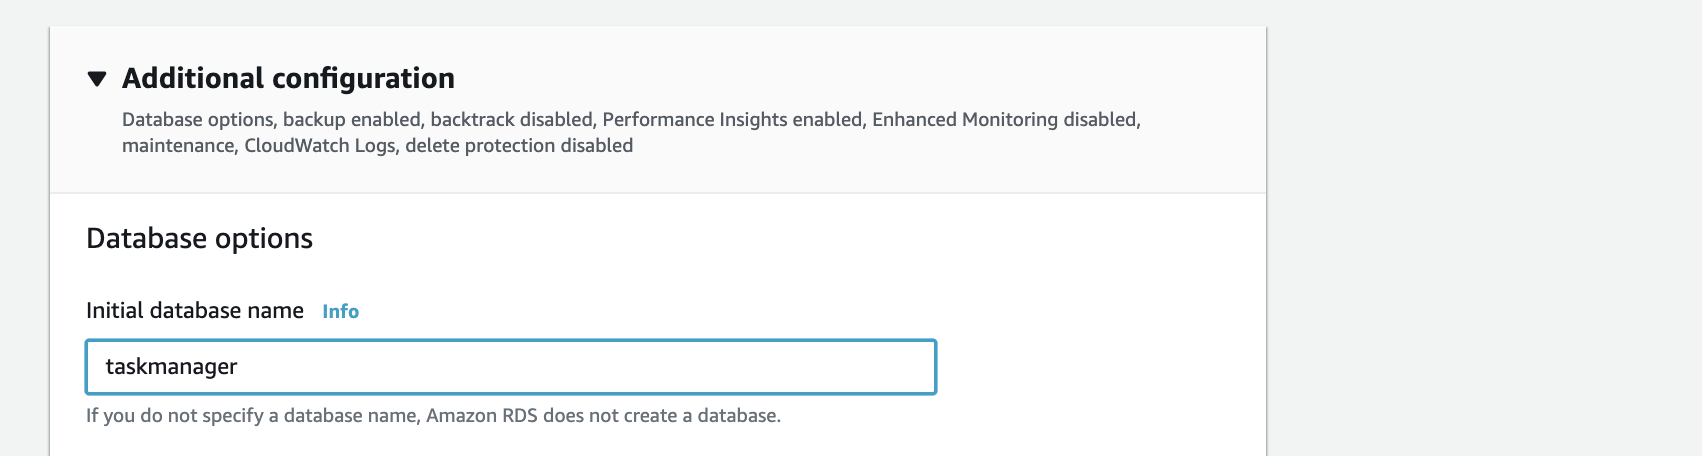 Additional configuration
Database options, backup enabled, backtrack disabled, Performance Insights enabled, Enhanced Monitoring disabled,
maintenance, CloudWatch Logs, delete protection disabled
Database options
Initial database name Info
taskmanager
If you do not specify a database name, Amazon RDS does not create a database.